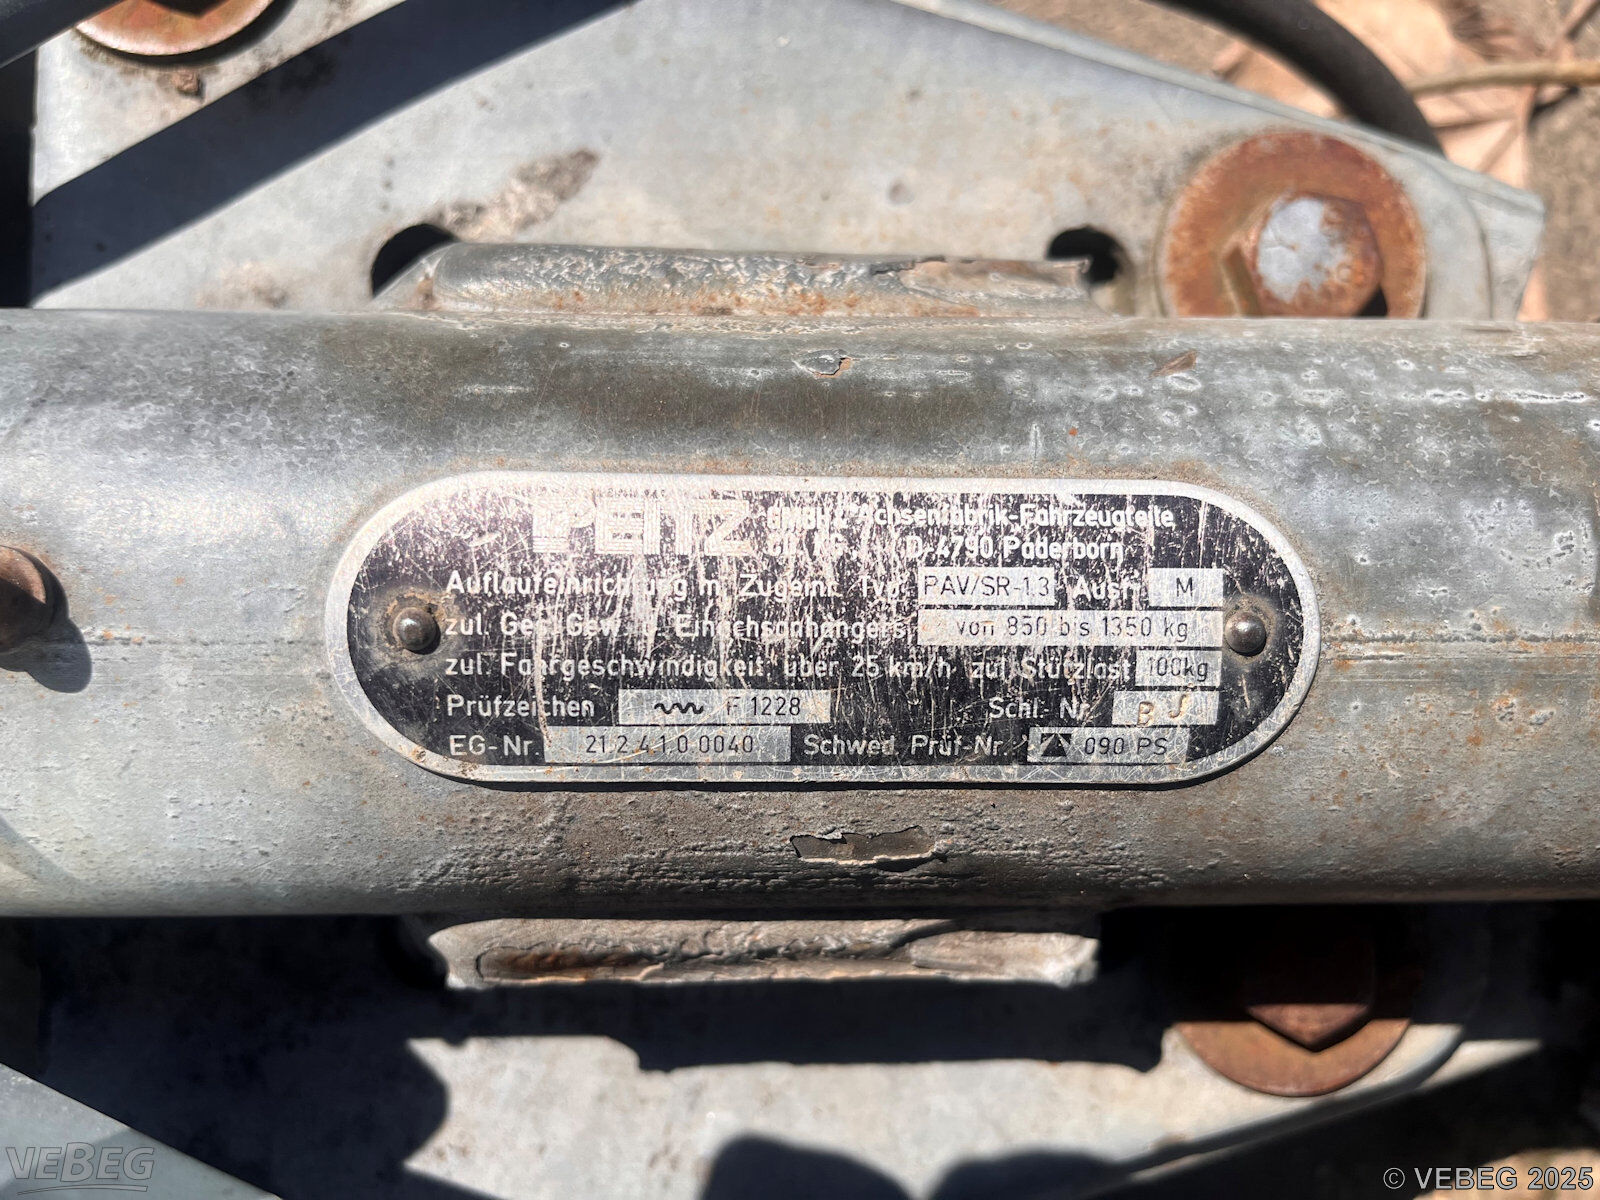 PEITZ GmbH & Achsenfabrik-Fahrzeugteile
Co. KG D-4790 Paderborn
Auflaufeinrichtung m. Zugeinr. Typ PAV/SR-1.3 Ausf. M
zul. Ges. Gew. d. Einachsanhängers von 850 bis 1350 kg
zul. Fahrgeschwindigkeit über 25 km/h zul. Stützlast 100kg
Prüfzeichen F 1228 Schl. Nr. B J
EG-Nr. 21 2 4 1 0 0040 Schwed. Prüf-Nr. 090 PS
VEBEG
© VEBEG 2025